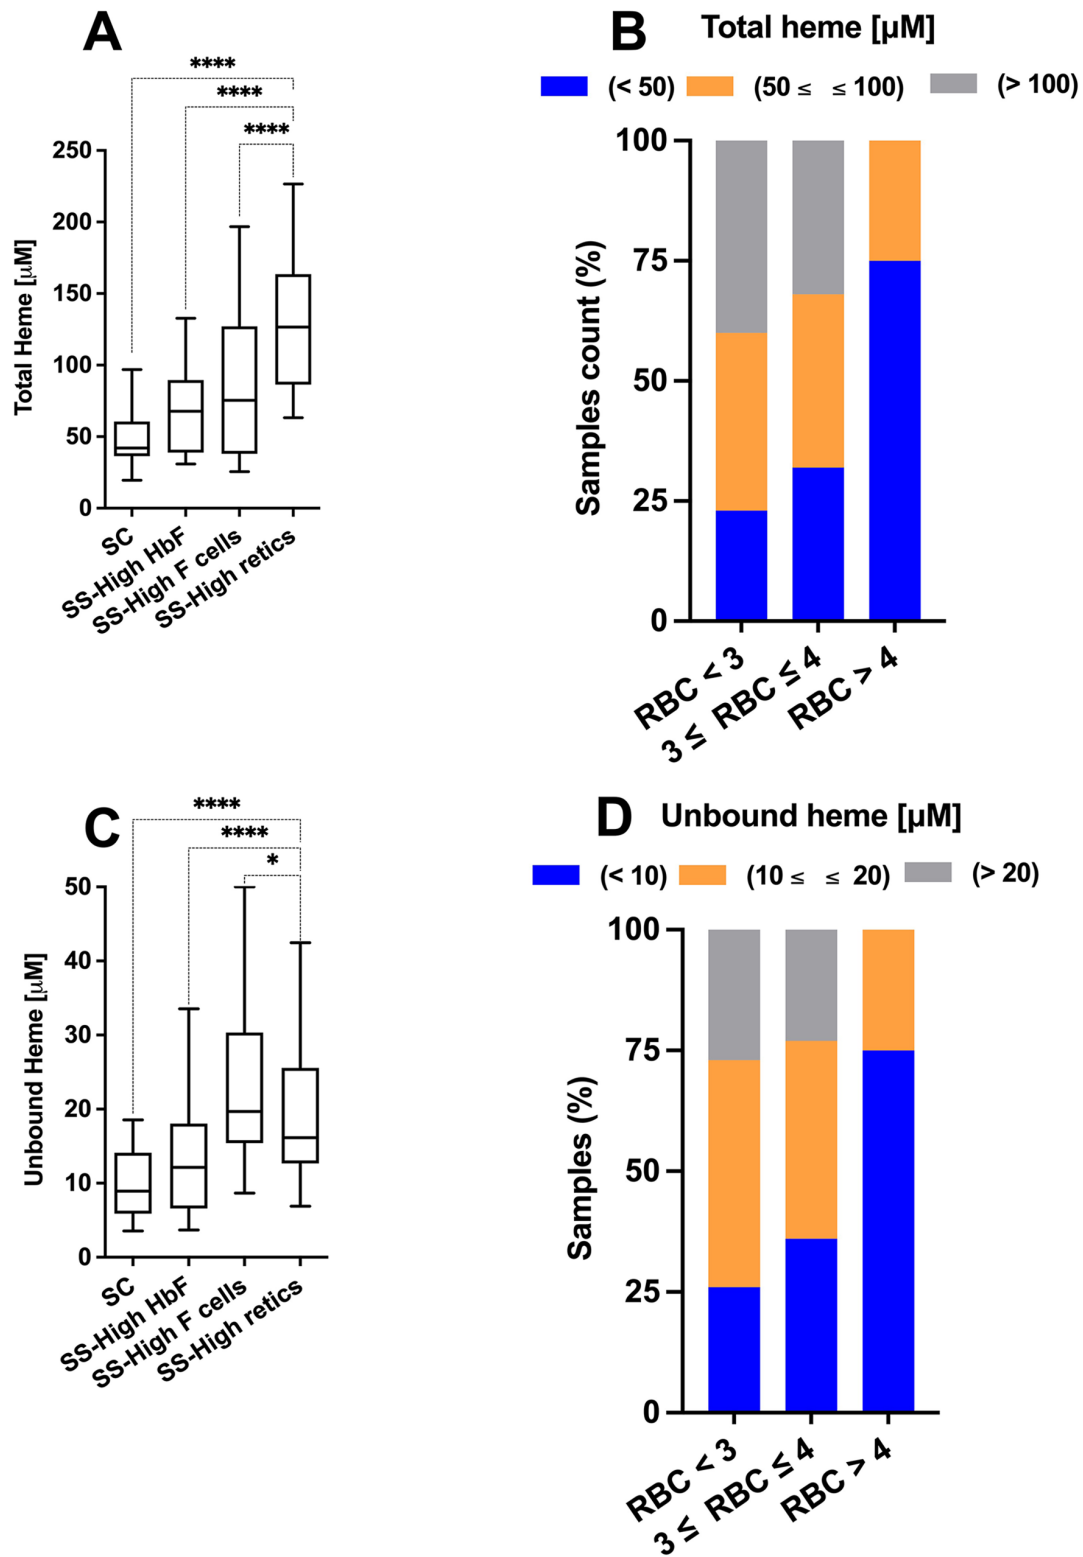 A
****
****
****
Total Heme [μM]
250
200
150
100
50
0
SC
SS-High HbF
SS-High F cells
SS-High retics
B
Total heme [μM]
(< 50)
(50 ≤ ≤ 100)
(> 100)
Samples count (%)
100
75
50
25
0
RBC < 3
3 ≤ RBC ≤ 4
RBC > 4
C
****
****
*
Unbound Heme [μM]
50
40
30
20
10
0
SC
SS-High HbF
SS-High F cells
SS-High retics
D
Unbound heme [μM]
(< 10)
(10 ≤ ≤ 20)
(> 20)
Samples (%)
100
75
50
25
0
RBC < 3
3 ≤ RBC ≤ 4
RBC > 4